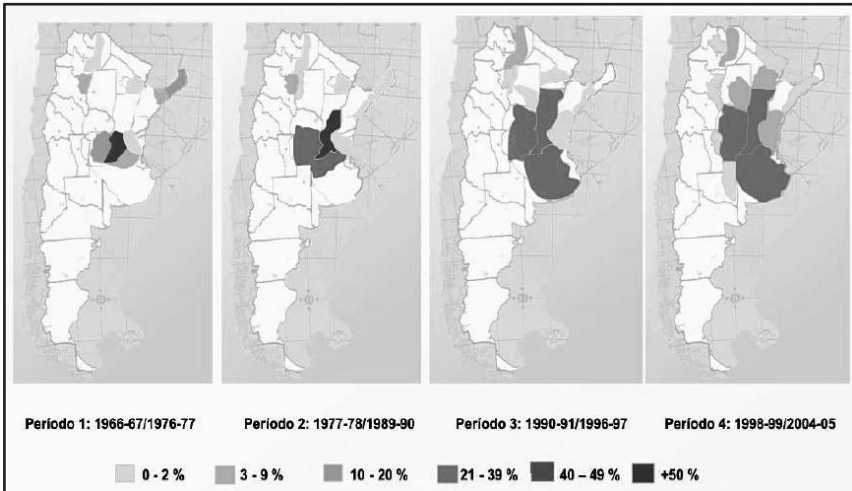 Período 1: 1966-67/1976-77
Período 2: 1977-78/1989-90
Período 3: 1990-91/1996-97
Período 4: 1998-99/2004-05
0 - 2 %
3 - 9 %
10 - 20 %
21 - 39 %
40 – 49 %
+50 %